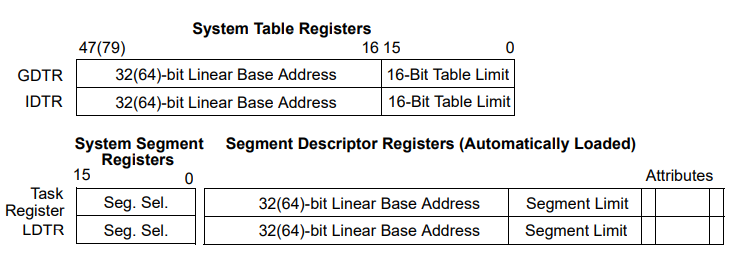 System Table Registers
47(79) 16 15 0
GDTR 32(64)-bit Linear Base Address 16-Bit Table Limit
IDTR 32(64)-bit Linear Base Address 16-Bit Table Limit
System Segment Registers Segment Descriptor Registers (Automatically Loaded)
15 0 Attributes
Task Register Seg. Sel. 32(64)-bit Linear Base Address Segment Limit
LDTR Seg. Sel. 32(64)-bit Linear Base Address Segment Limit